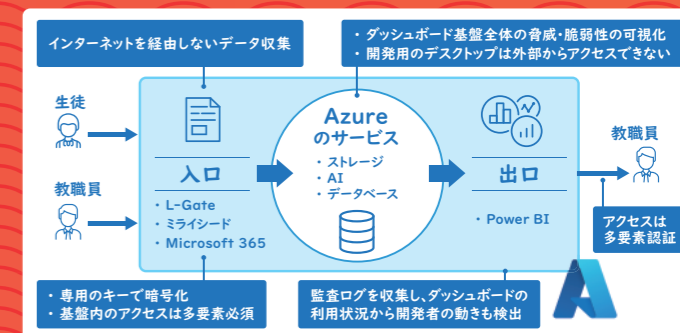 インターネットを経由しないデータ収集
・ダッシュボード基盤全体の脅威・脆弱性の可視化
・開発用のデスクトップは外部からアクセスできない
生徒
教職員
入口
・L-Gate
・ミライシード
・Microsoft 365
Azure
のサービス
・ストレージ
・AI
・データベース
出口
・Power BI
教職員
アクセスは
多要素認証
・専用のキーで暗号化
・基盤内のアクセスは多要素必須
監査ログを収集し、ダッシュボードの
利用状況から開発者の動きも検出